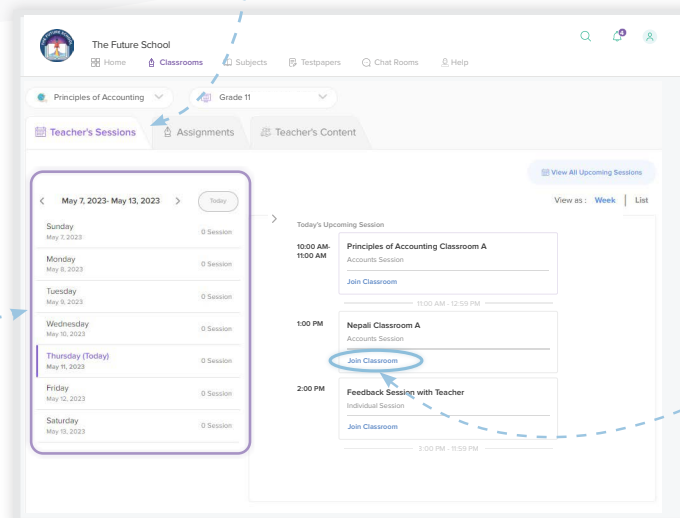 The Future School
4
Home Classrooms Subjects Testpapers Chat Rooms Help
Principles of Accounting Grade 11
Teacher's Sessions Assignments Teacher's Content
View All Upcoming Sessions
May 7, 2023- May 13, 2023 Today
View as : Week | List
Sunday
May 7, 2023
0 Session
Monday
May 8, 2023
0 Session
Tuesday
May 9, 2023
0 Session
Wednesday
May 10, 2023
0 Session
Thursday (Today)
May 11, 2023
0 Session
Friday
May 12, 2023
0 Session
Saturday
May 13, 2023
0 Session
Today's Upcoming Session
10:00 AM-
11:00 AM
Principles of Accounting Classroom A
Accounts Session
Join Classroom
11:00 AM - 12:59 PM
1:00 PM
Nepali Classroom A
Accounts Session
Join Classroom
2:00 PM
Feedback Session with Teacher
Individual Session
Join Classroom
3:00 PM - 11:59 PM